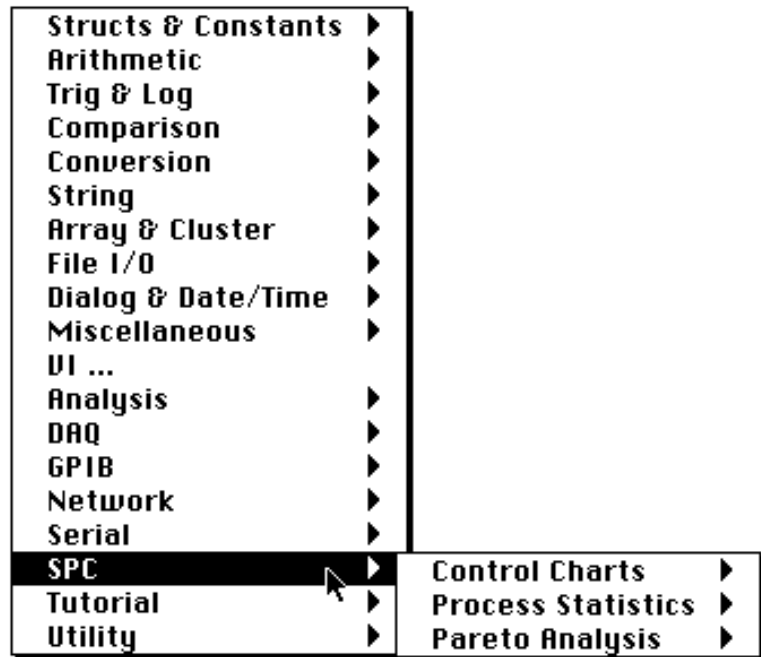 Structs & Constants
Arithmetic
Trig & Log
Comparison
Conversion
String
Array & Cluster
File I/O
Dialog & Date/Time
Miscellaneous
VI ...
Analysis
DAQ
GPIB
Network
Serial
SPC
Tutorial
Utility
Control Charts
Process Statistics
Pareto Analysis